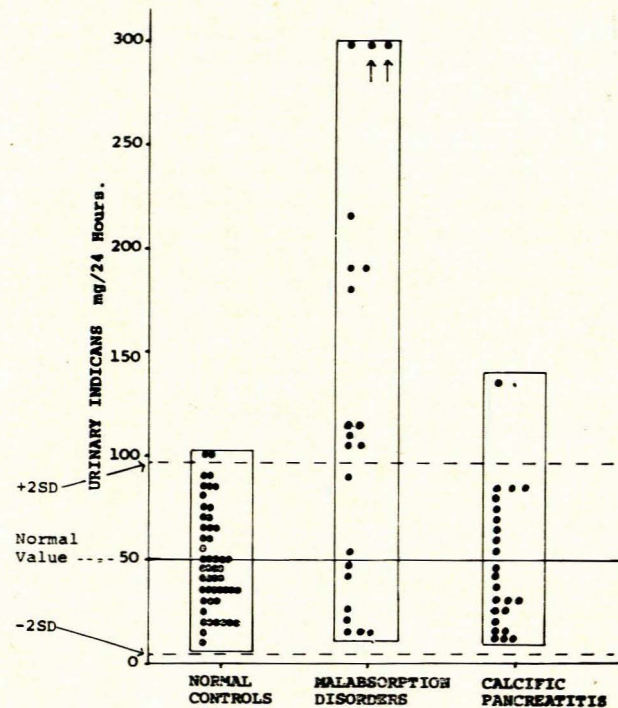 300
250
200
150
100
50
0
URINARY INDICANS mg/24 Hours.
+2SD
Normal
Value
-2SD
NORMAL
CONTROLS
MALABSORPTION
DISORDERS
CALCIFIC
PANCREATITIS